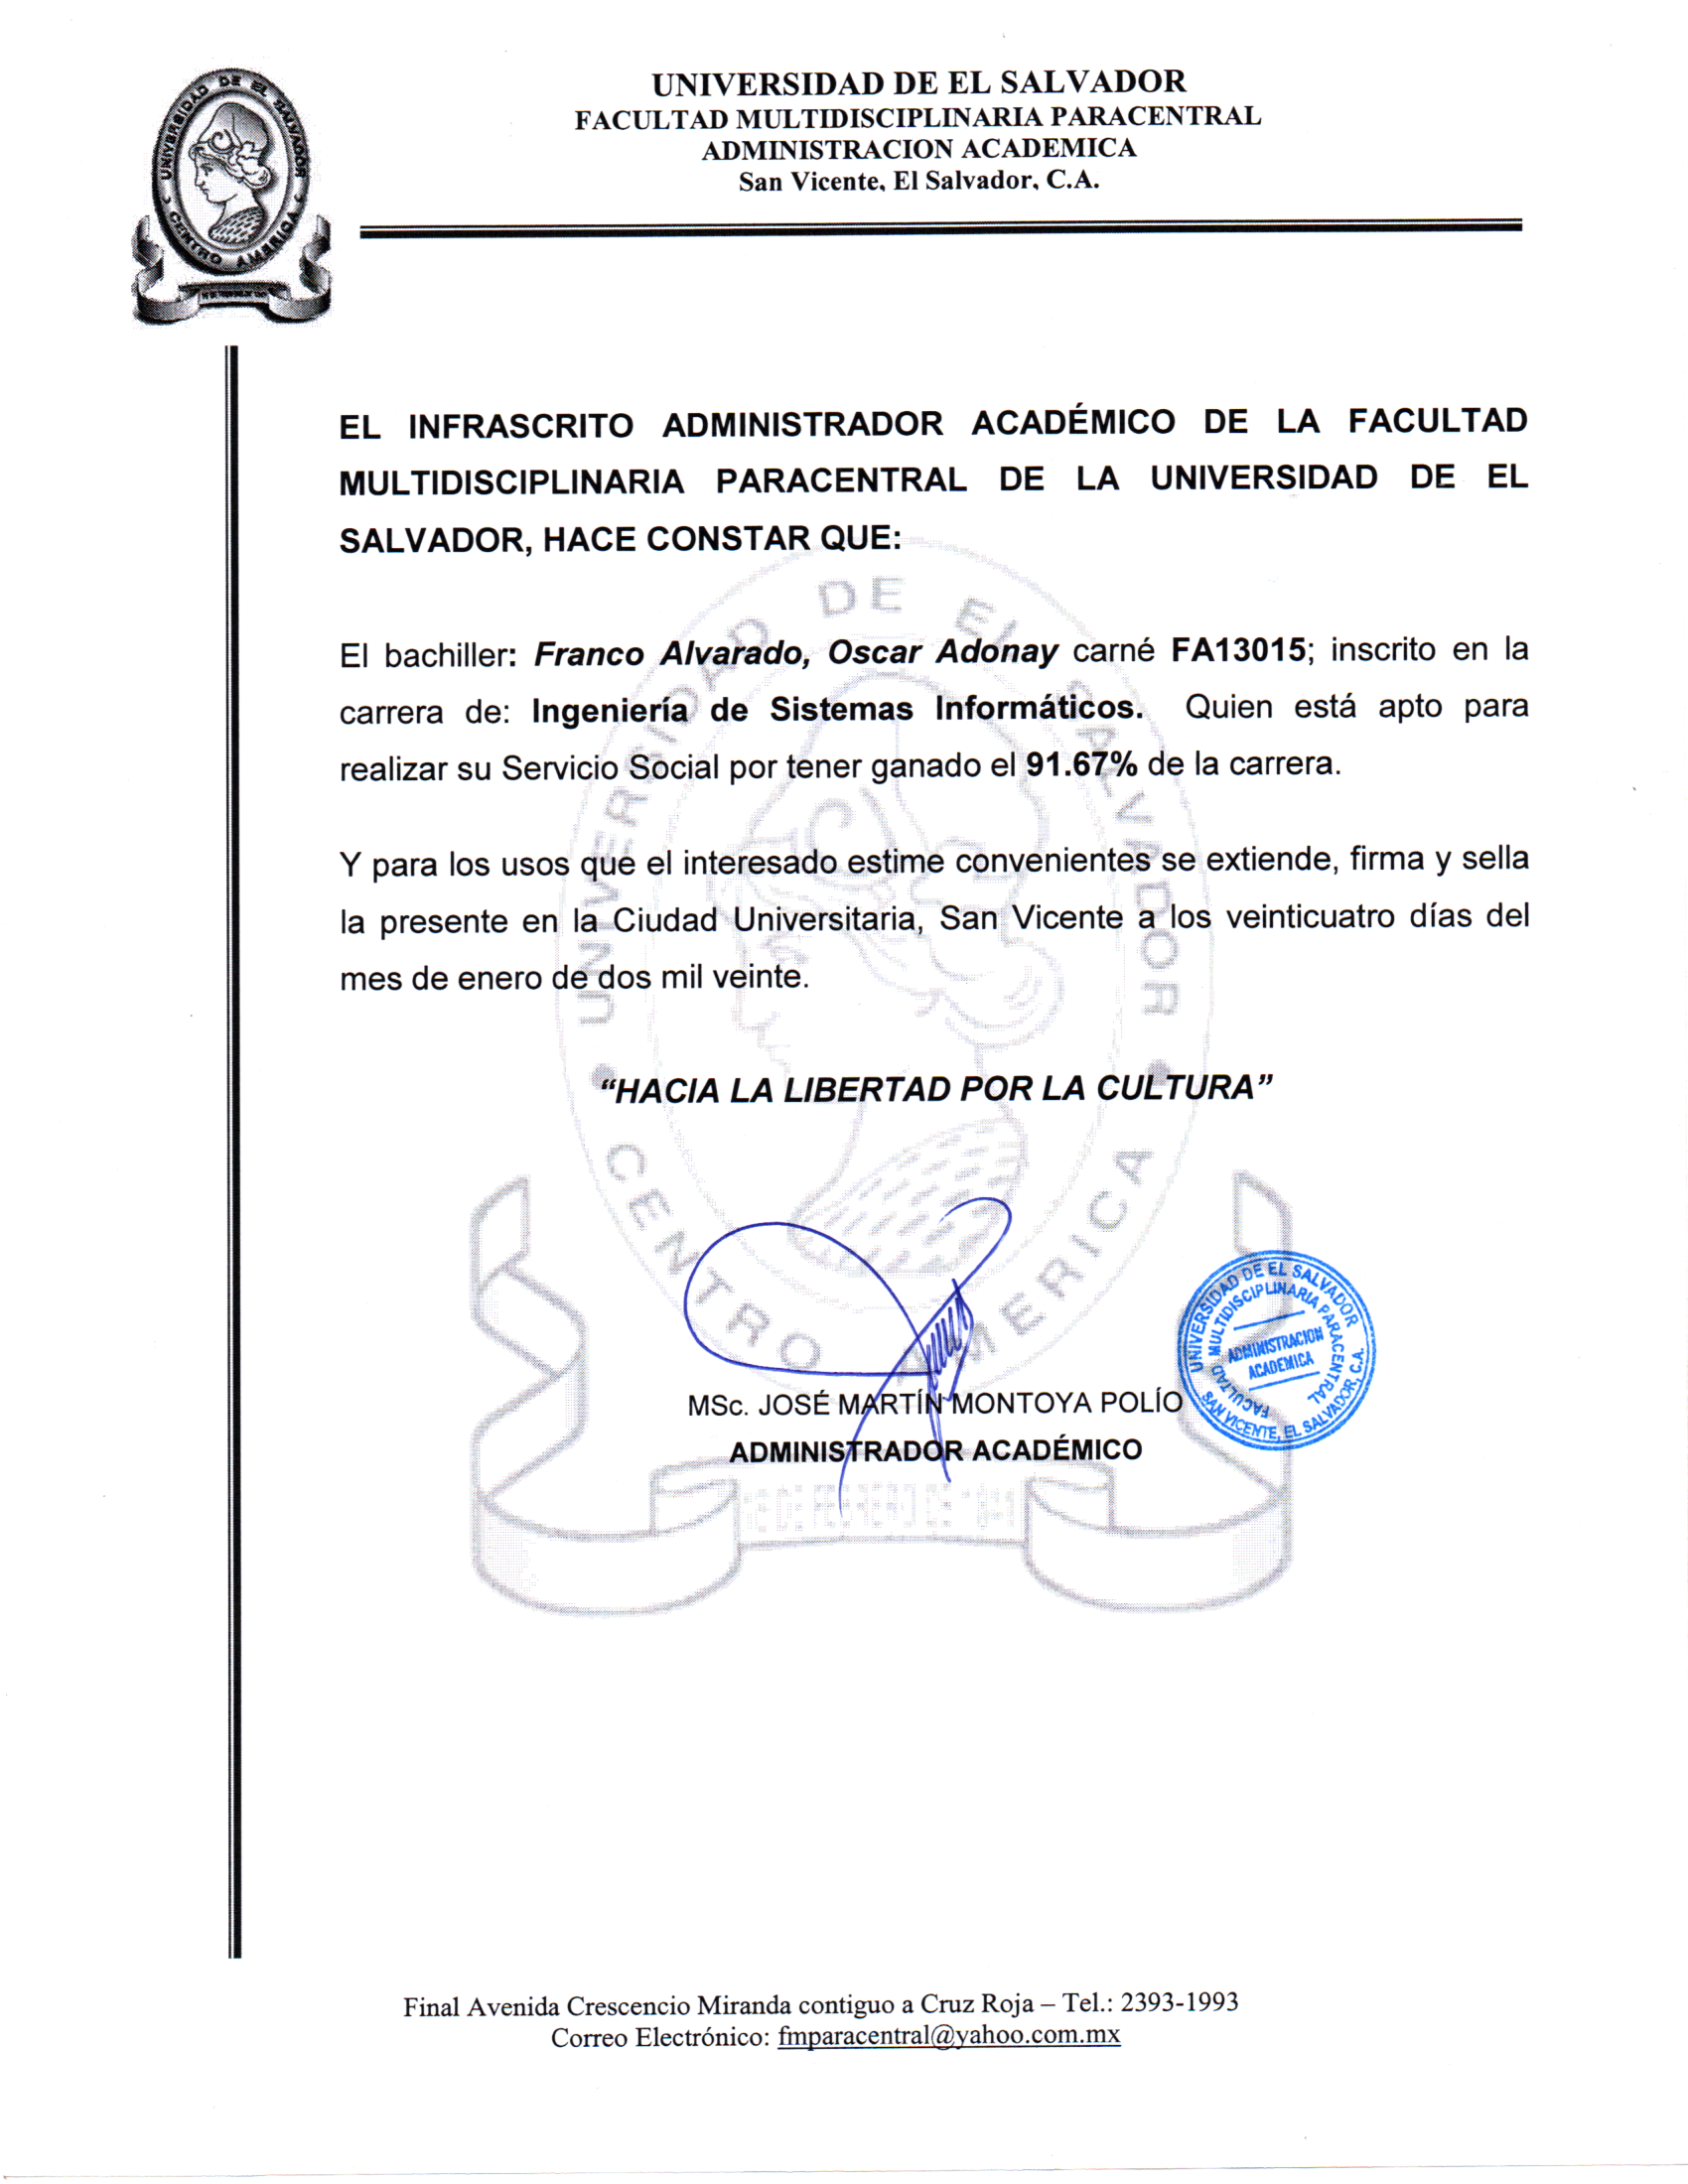 UNIVERSIDAD DE EL SALVADOR
CENTRO AMERICA
UNIVERSIDAD DE EL SALVADOR
FACULTAD MULTIDISCIPLINARIA PARACENTRAL
ADMINISTRACION ACADEMICA
San Vicente, El Salvador, C.A.
EL INFRASCRITO ADMINISTRADOR ACADÉMICO DE LA FACULTAD
MULTIDISCIPLINARIA PARACENTRAL DE LA UNIVERSIDAD DE EL
SALVADOR, HACE CONSTAR QUE:
El bachiller: Franco Alvarado, Oscar Adonay carné FA13015; inscrito en la
carrera de: Ingeniería de Sistemas Informáticos. Quien está apto para
realizar su Servicio Social por tener ganado el 91.67% de la carrera.
Y para los usos que el interesado estime convenientes se extiende, firma y sella
la presente en la Ciudad Universitaria, San Vicente a los veinticuatro días del
mes de enero de dos mil veinte.
“HACIA LA LIBERTAD POR LA CULTURA”
UNIVERSIDAD DE EL SALVADOR
CENTRO AMERICA
MSc. JOSÉ MARTÍN MONTOYA POLÍO
ADMINISTRADOR ACADÉMICO
UNIVERSIDAD DE EL SALVADOR
FACULTAD MULTIDISCIPLINARIA PARACENTRAL
ADMINISTRACION
ACADEMICA
SAN VICENTE, EL SALVADOR, C.A.
Final Avenida Crescencio Miranda contiguo a Cruz Roja – Tel.: 2393-1993
Correo Electrónico: fmparacentral@yahoo.com.mx